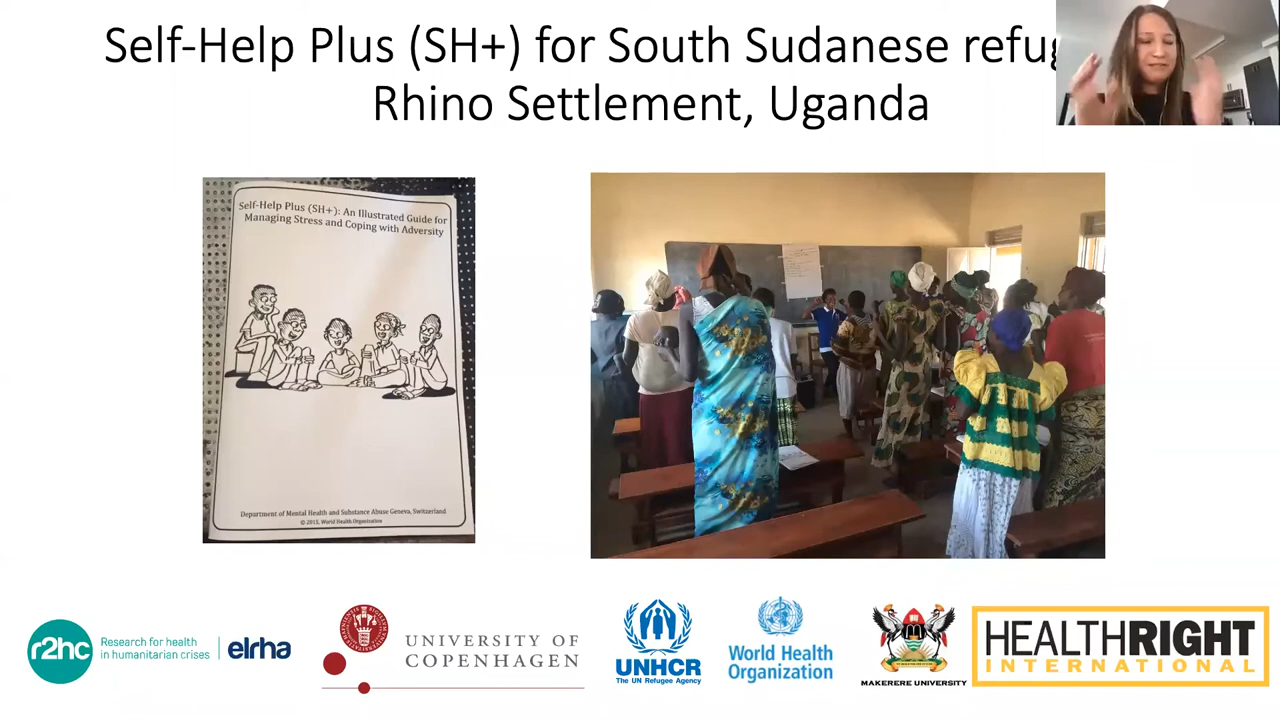 Self-Help Plus (SH+) for South Sudanese refug
Rhino Settlement, Uganda
Self-Help Plus (SH+): An Illustrated Guide for
Managing Stress and Coping with Adversity
Department of Mental Health and Substance Abuse Geneva, Switzerland
© 2015, World Health Organization
r2hc
Research for health
in humanitarian crises
elrha
UNIVERSITY OF
COPENHAGEN
UNHCR
The UN Refugee Agency
World Health
Organization
MAKERERE UNIVERSITY
HEALTHRIGHT
INTERNATIONAL